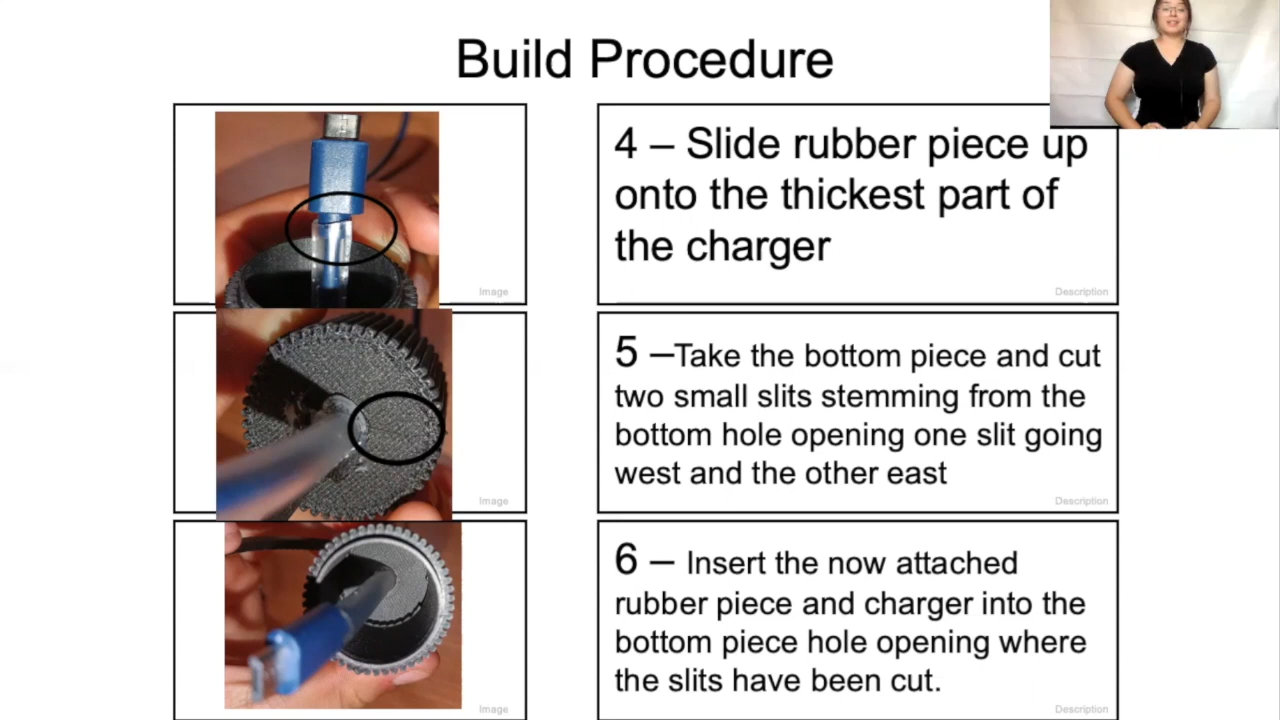 Build Procedure
4 – Slide rubber piece up
onto the thickest part of
the charger
Image
Description
5 –Take the bottom piece and cut
two small slits stemming from the
bottom hole opening one slit going
west and the other east
Image
Description
6 – Insert the now attached
rubber piece and charger into the
bottom piece hole opening where
the slits have been cut.
Image
Description